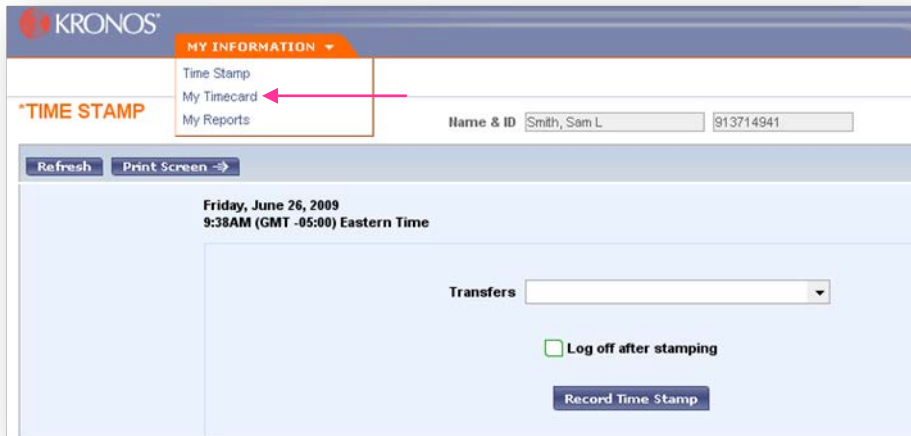 KRONOS
MY INFORMATION
Time Stamp
My Timecard
My Reports
*TIME STAMP
Name & ID Smith, Sam L 913714941
Refresh Print Screen
Friday, June 26, 2009
9:38AM (GMT -05:00) Eastern Time
Transfers
Log off after stamping
Record Time Stamp